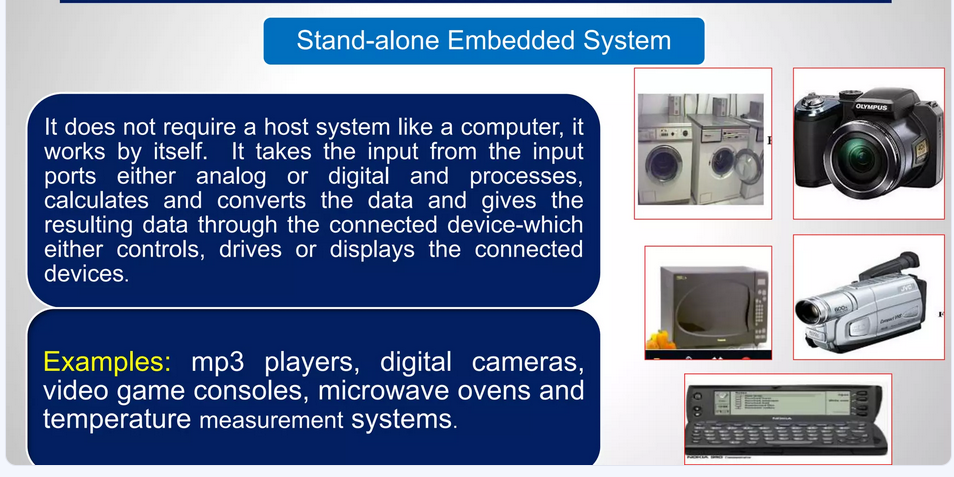 Stand-alone Embedded System
It does not require a host system like a computer, it
works by itself. It takes the input from the input
ports either analog or digital and processes,
calculates and converts the data and gives the
resulting data through the connected device-which
either controls, drives or displays the connected
devices.
Examples: mp3 players, digital cameras,
video game consoles, microwave ovens and
temperature measurement systems.
OLYMPUS
JVC
NOKIA